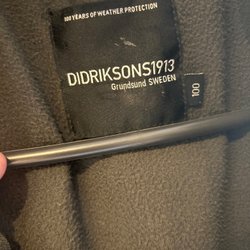 100 YEARS OF WEATHER PROTECTION
DIDRIKSONS1913
Grundsund SWEDEN
100